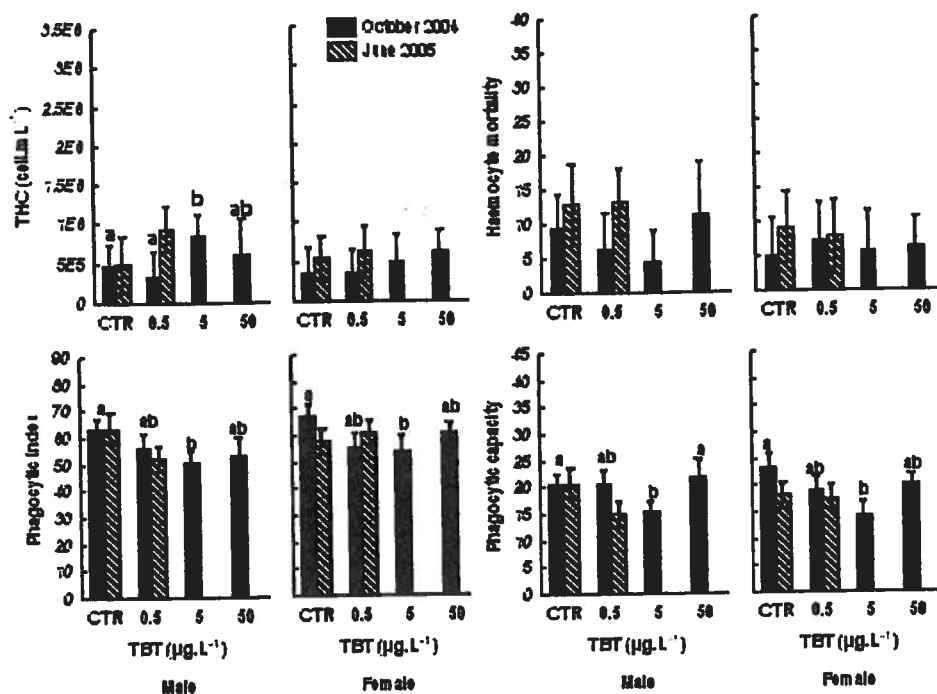 October 2004
June 2005
THC (cell.mL⁻¹)
3.5E6
3E6
2.5E6
2E6
1.5E6
1E6
5E5
0
a
a
b
ab
CTR 0.5 5 50
CTR 0.5 5 50
Haemocyte mortality
40
35
30
25
20
15
10
5
0
CTR 0.5 5 50
CTR 0.5 5 50
Phagocytic index
90
80
70
60
50
40
30
20
10
0
a
ab
b
ab
CTR 0.5 5 50
TBT (µg.L⁻¹)
Male
a
ab
b
ab
CTR 0.5 5 50
TBT (µg.L⁻¹)
Female
Phagocytic capacity
45
40
35
30
25
20
15
10
5
0
a
ab
b
a
CTR 0.5 5 50
TBT (µg.L⁻¹)
Male
a
ab
b
ab
CTR 0.5 5 50
TBT (µg.L⁻¹)
Female